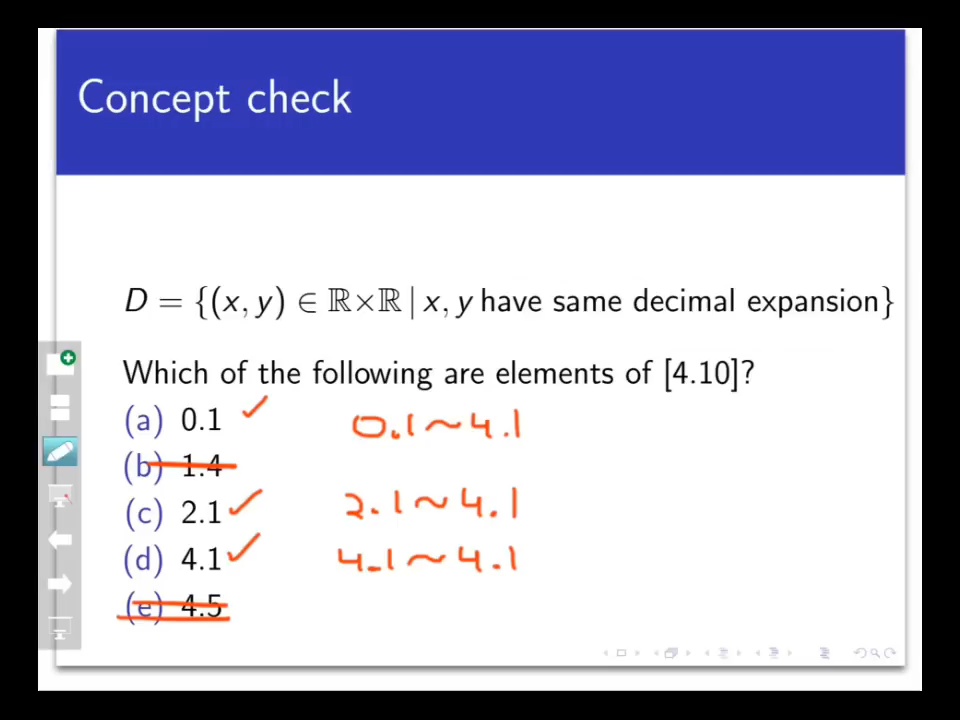 Concept check
D = {(x, y) ∈ ℝ×ℝ | x, y have same decimal expansion}
Which of the following are elements of [4.10]?
(a) 0.1 ✓ 0.1 ~ 4.1
(b) 1.4
(c) 2.1 ✓ 2.1 ~ 4.1
(d) 4.1 ✓ 4.1 ~ 4.1
(e) 4.5